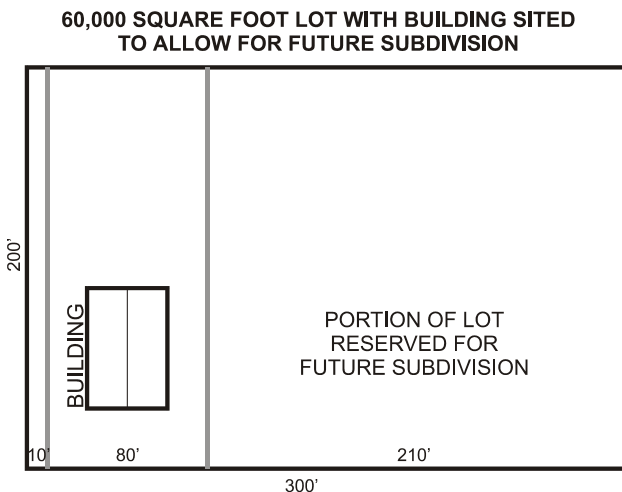 60,000 SQUARE FOOT LOT WITH BUILDING SITED
TO ALLOW FOR FUTURE SUBDIVISION
200’
BUILDING
PORTION OF LOT
RESERVED FOR
FUTURE SUBDIVISION
10’
80’
210’
300’